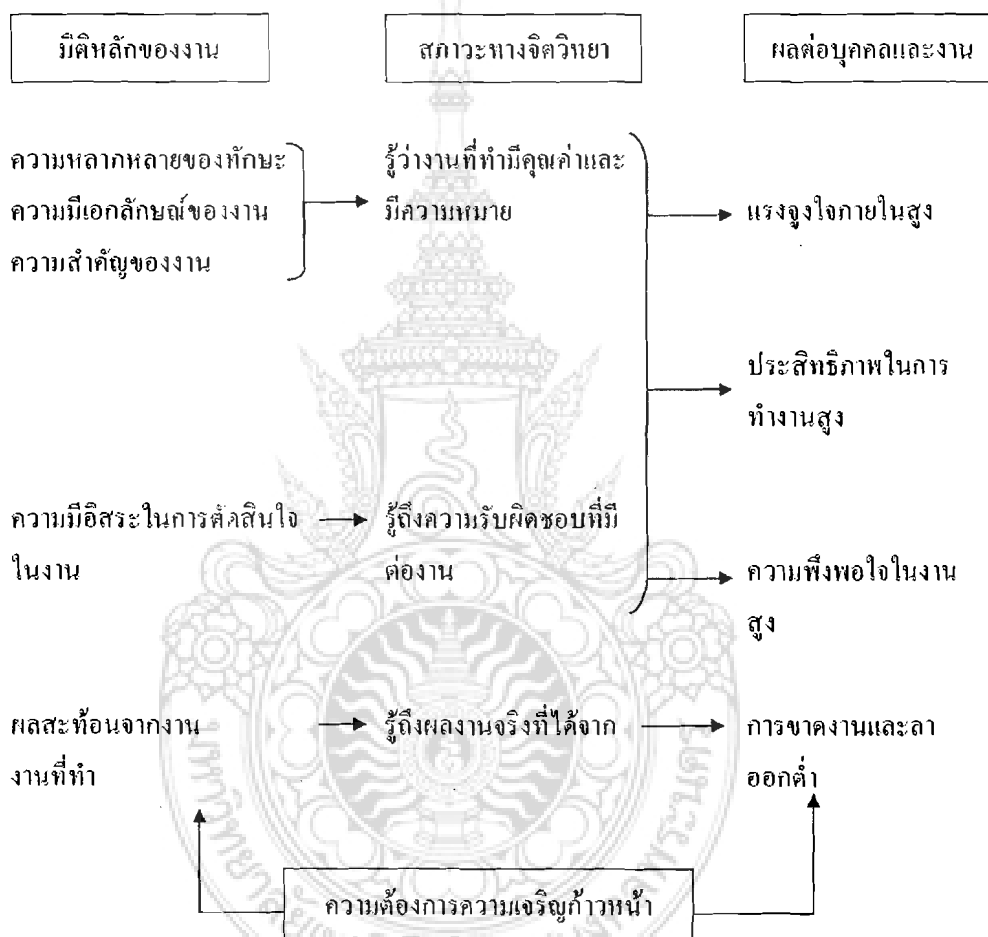 มิติหลักของงาน
สภาวะทางจิตวิทยา
ผลต่อบุคคลและงาน
ความหลากหลายของทักษะ
ความมีเอกลักษณ์ของงาน
ความสำคัญของงาน
รู้ว่างานที่ทำมีคุณค่าและ
มีความหมาย
แรงจูงใจภายในสูง
ประสิทธิภาพในการ
ทำงานสูง
ความมีอิสระในการตัดสินใจ
ในงาน
รู้ถึงความรับผิดชอบที่มี
ต่องาน
ความพึงพอใจในงาน
สูง
ผลสะท้อนจากงาน
งานที่ทำ
รู้ถึงผลงานจริงที่ได้จาก
การขาดงานและลา
ออกต่ำ
ความต้องการความเจริญก้าวหน้า